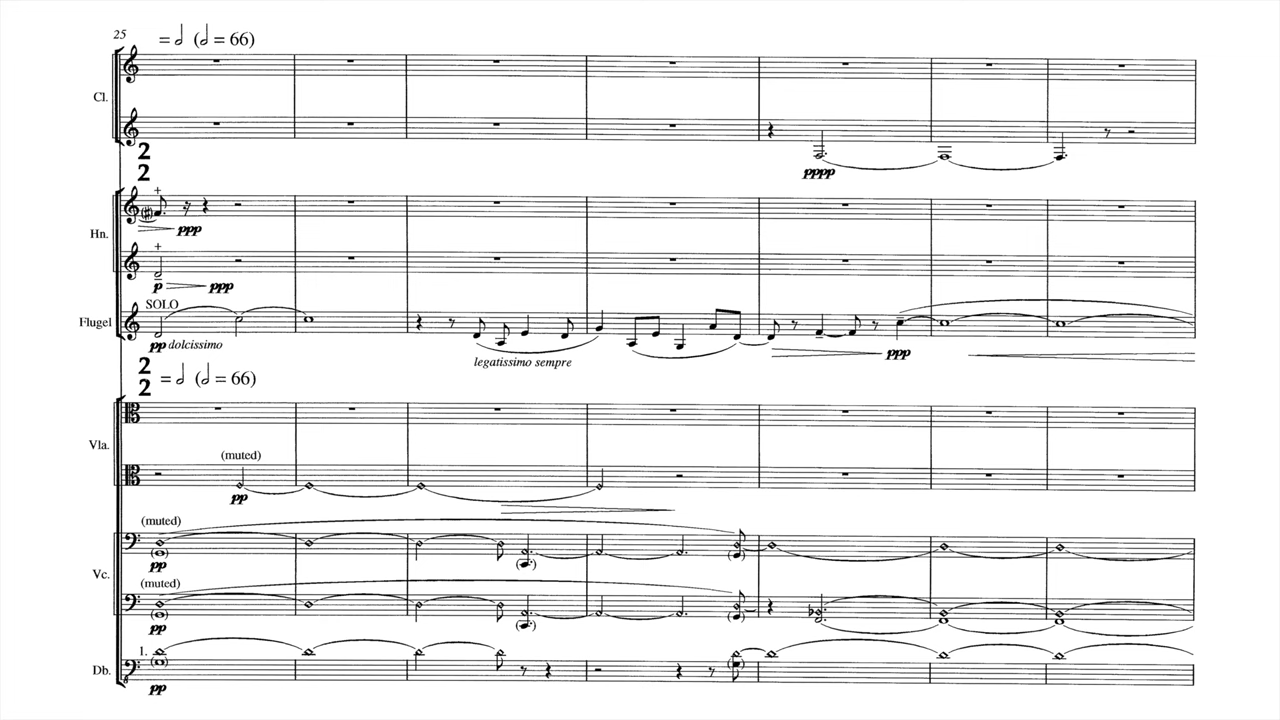 25
= 𝅗𝅥 (𝅗𝅥 = 66)
Cl.
2
2
pppp
+
ppp
Hn.
+
p ppp
SOLO
Flugel
pp dolcissimo
legatissimo sempre
ppp
2
2
= 𝅗𝅥 (𝅗𝅥 = 66)
Vla.
(muted)
pp
(muted)
pp
Vc.
(muted)
pp
1.
Db.
8
pp